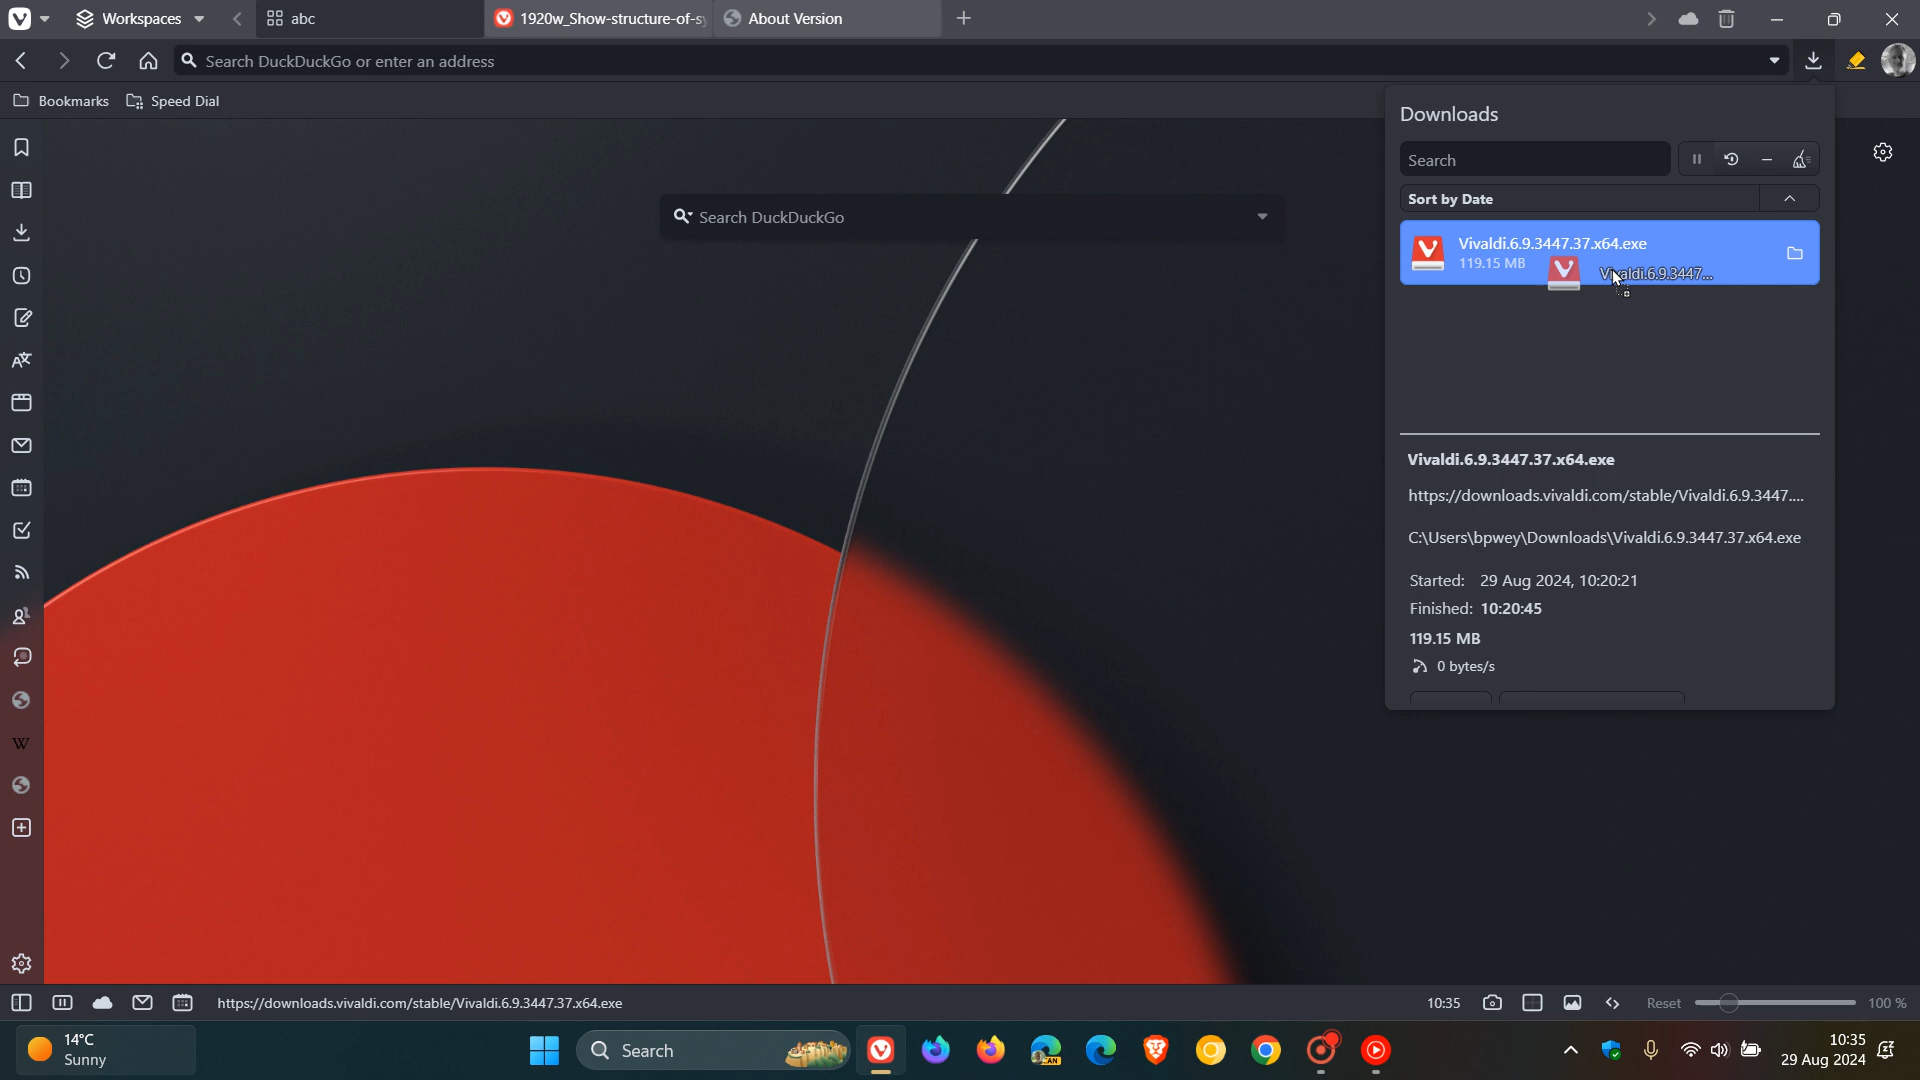 Workspaces
abc
1920w_Show-structure-of-sy
About Version
Search DuckDuckGo or enter an address
Bookmarks
Speed Dial
Downloads
Search
Sort by Date
Search DuckDuckGo
Vivaldi.6.9.3447.37.x64.exe
119.15 MB
Vivaldi.6.9.3447...
Vivaldi.6.9.3447.37.x64.exe
https://downloads.vivaldi.com/stable/Vivaldi.6.9.3447....
C:\Users\bpwey\Downloads\Vivaldi.6.9.3447.37.x64.exe
Started: 29 Aug 2024, 10:20:21
Finished: 10:20:45
119.15 MB
0 bytes/s
W
https://downloads.vivaldi.com/stable/Vivaldi.6.9.3447.37.x64.exe
10:35
Reset
100 %
14°C
Sunny
Search
CAN
10:35
29 Aug 2024